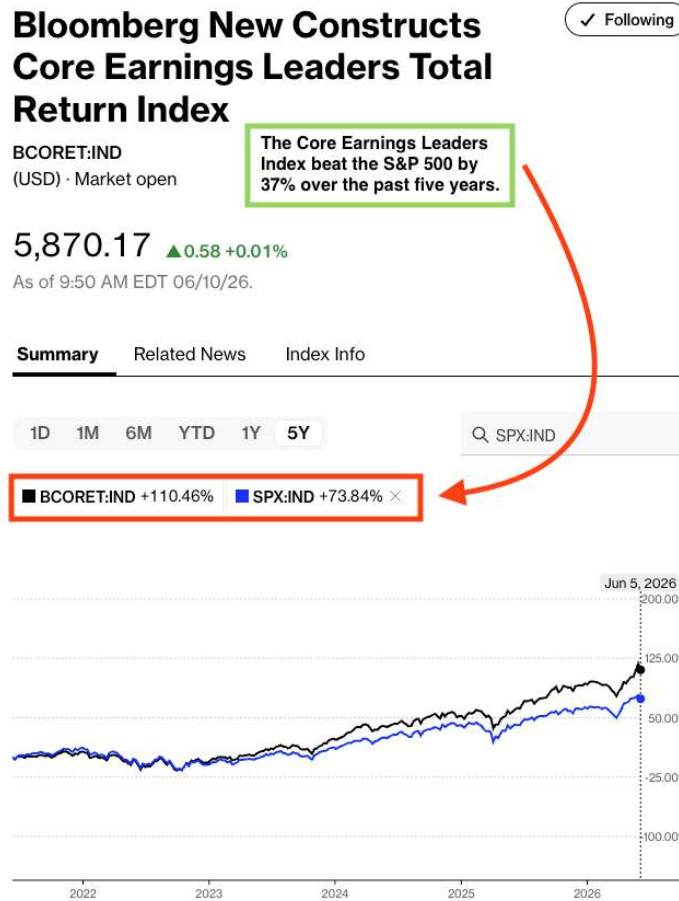 Bloomberg New Constructs
Core Earnings Leaders Total
Return Index
✓ Following
BCORET:IND
(USD) · Market open
The Core Earnings Leaders
Index beat the S&P 500 by
37% over the past five years.
5,870.17 ▲0.58 +0.01%
As of 9:50 AM EDT 06/10/26.
Summary Related News Index Info
1D 1M 6M YTD 1Y 5Y
SPX:IND
BCORET:IND +110.46% SPX:IND +73.84% ×
Jun 5, 2026
200.00
125.00
50.00
-25.00
-100.00
2022 2023 2024 2025 2026